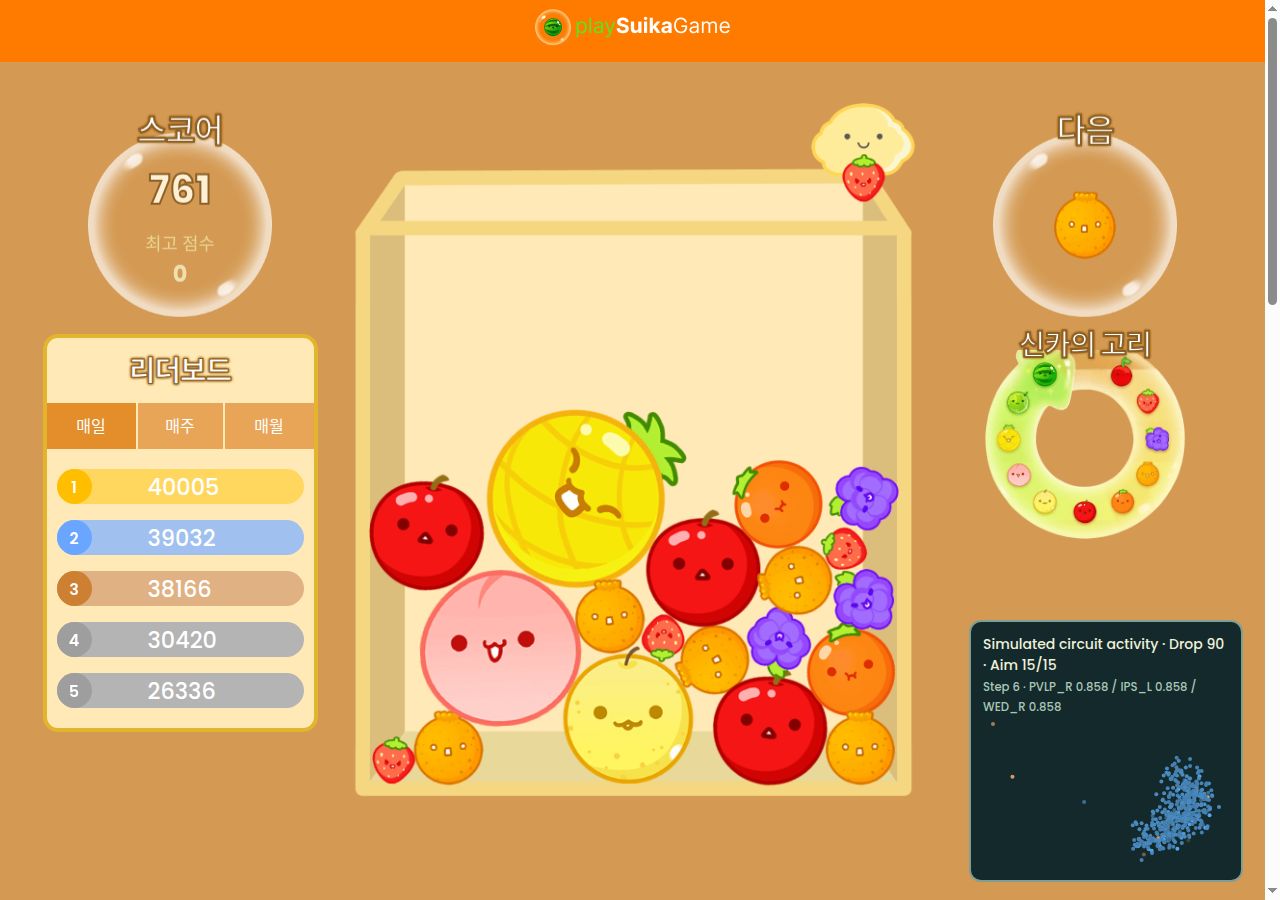 playSuikaGame
스코어
761
최고 점수
0
리더보드
매일 매주 매월
1 40005
2 39032
3 38166
4 30420
5 26336
다음
신카의 고리
Simulated circuit activity · Drop 90
· Aim 15/15
Step 6 · PVLP_R 0.858 / IPS_L 0.858 /
WED_R 0.858